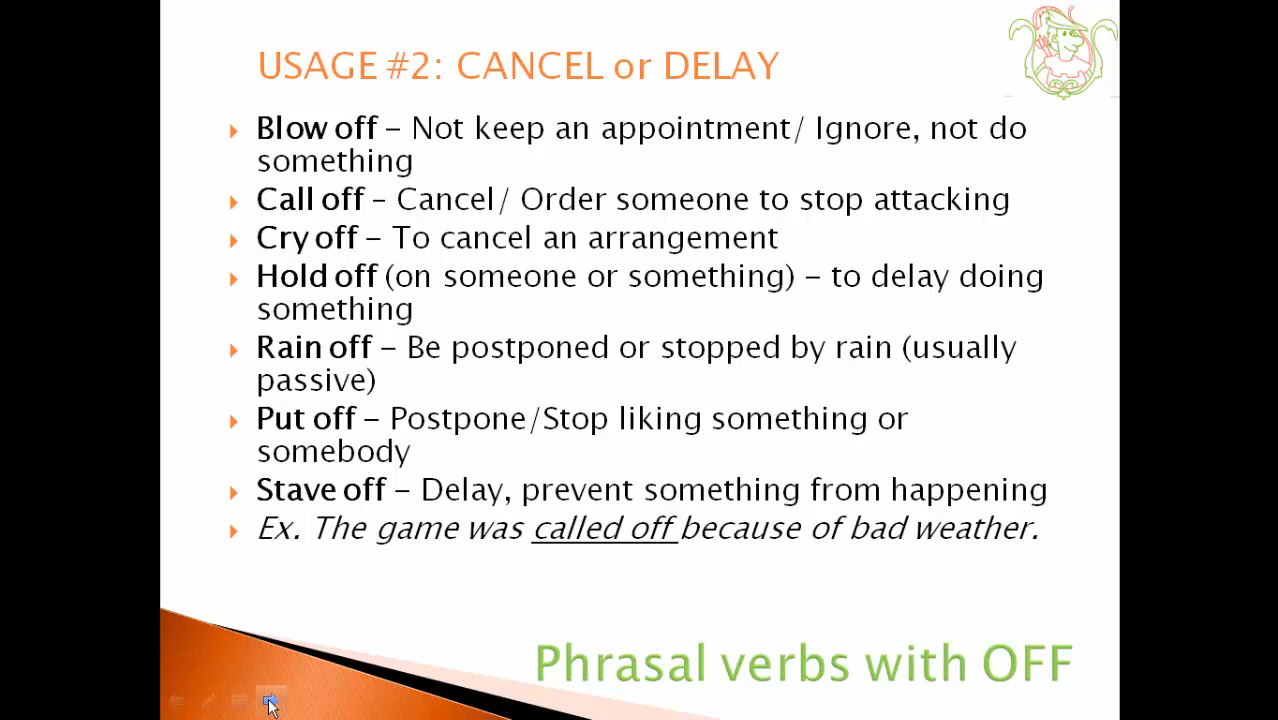 USAGE #2: CANCEL or DELAY
Blow off – Not keep an appointment/ Ignore, not do
something
Call off – Cancel/ Order someone to stop attacking
Cry off – To cancel an arrangement
Hold off (on someone or something) – to delay doing
something
Rain off – Be postponed or stopped by rain (usually
passive)
Put off – Postpone/Stop liking something or
somebody
Stave off – Delay, prevent something from happening
Ex. The game was called off because of bad weather.
Phrasal verbs with OFF